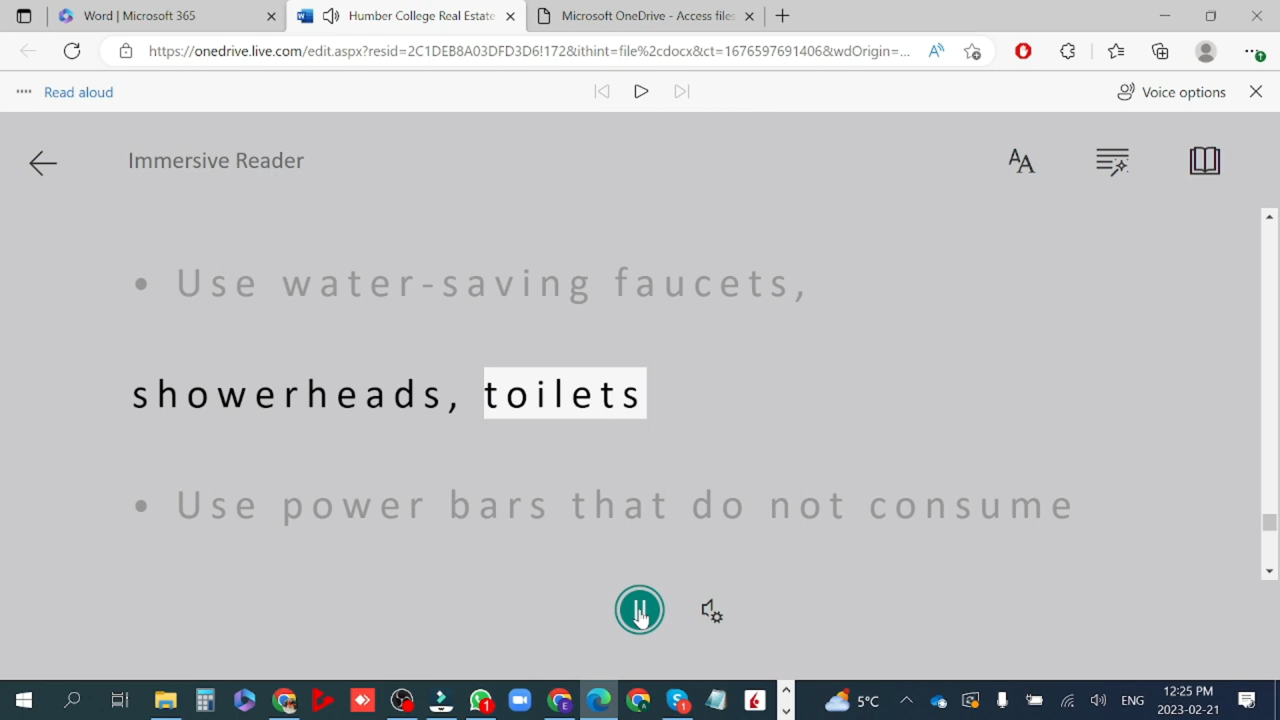 Word | Microsoft 365
Humber College Real Estate
Microsoft OneDrive - Access files
https://onedrive.live.com/edit.aspx?resid=2C1DEB8A03DFD3D6!172&ithint=file%2cdocx&ct=1676597691406&wdOrigin=...
Read aloud
Voice options
Immersive Reader
• Use water-saving faucets,
showerheads, toilets
• Use power bars that do not consume
5°C
ENG
12:25 PM
2023-02-21